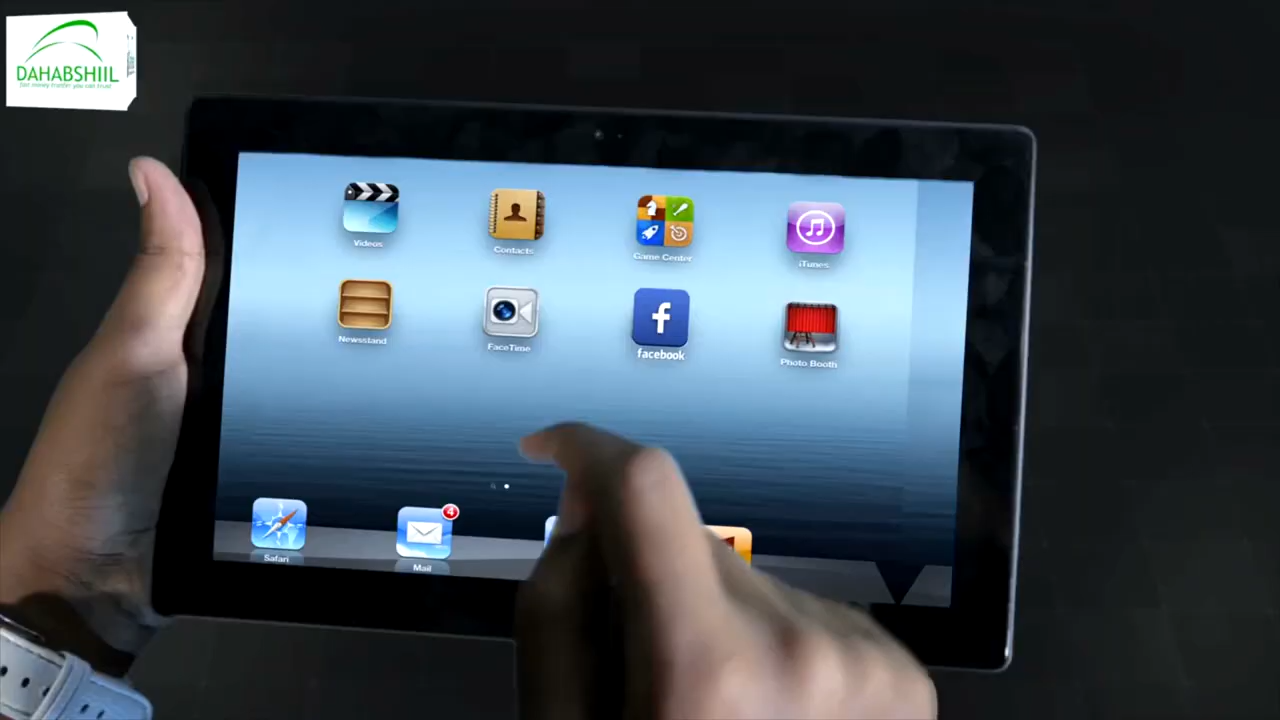 DAHABSHIIL
Videos
Contacts
Game Center
iTunes
Newsstand
FaceTime
facebook
Photo Booth
4
Safari
Mail